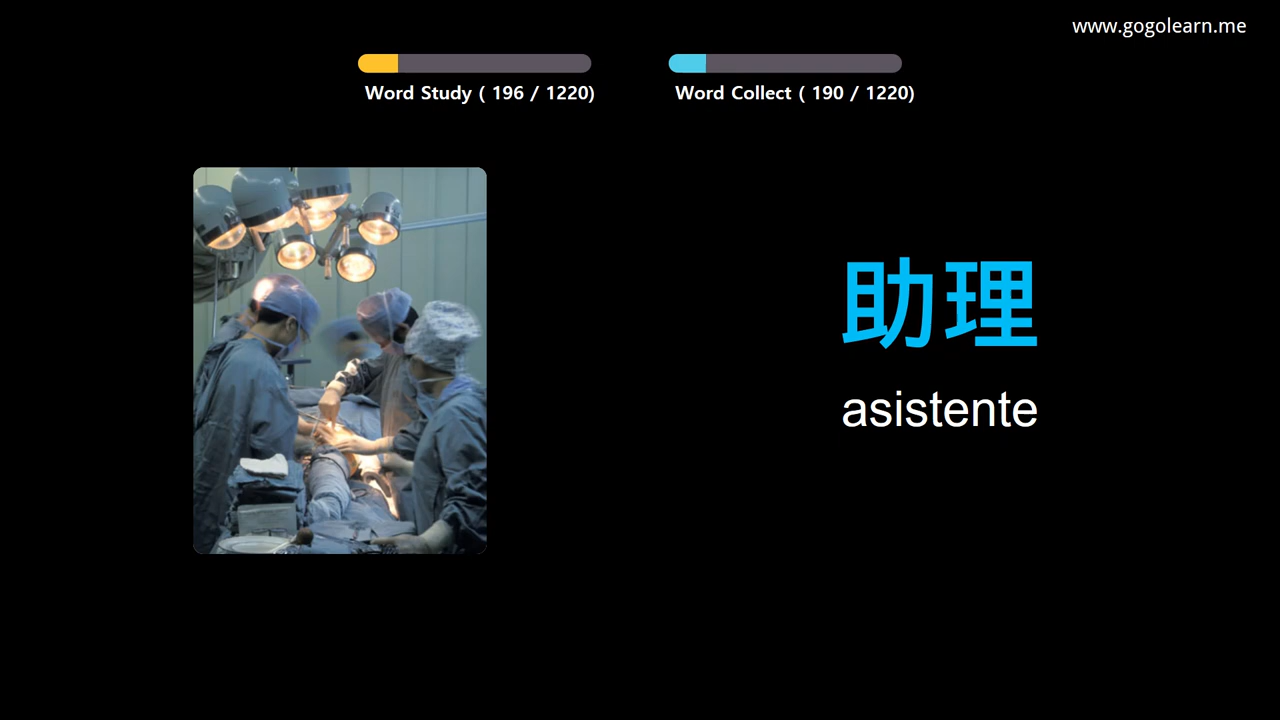 www.gogolearn.me
Word Study ( 196 / 1220)
Word Collect ( 190 / 1220)
助理
asistente